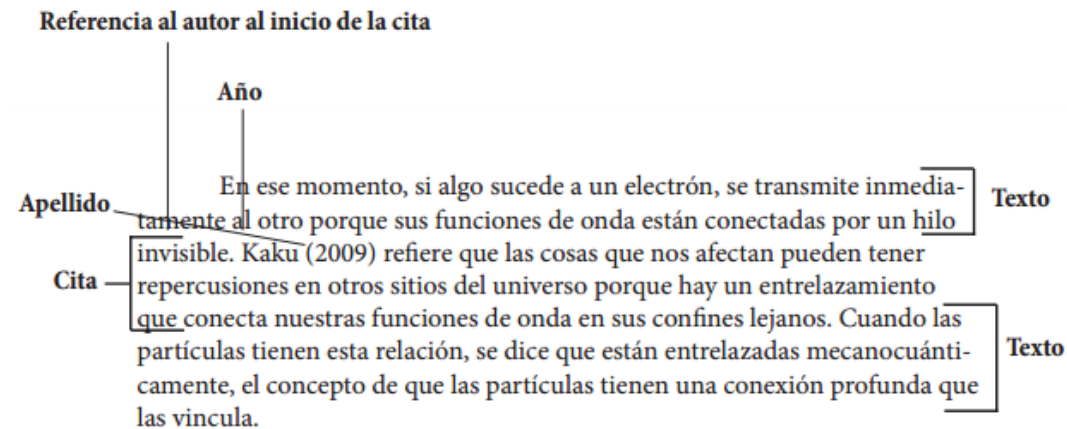 Referencia al autor al inicio de la cita
Año
Apellido
En ese momento, si algo sucede a un electrón, se transmite inmedia-
Texto
tamente al otro porque sus funciones de onda están conectadas por un hilo
invisible. Kaku (2009) refiere que las cosas que nos afectan pueden tener
Cita
repercusiones en otros sitios del universo porque hay un entrelazamiento
que conecta nuestras funciones de onda en sus confines lejanos. Cuando las
partículas tienen esta relación, se dice que están entrelazadas mecanocuánti-
Texto
camente, el concepto de que las partículas tienen una conexión profunda que
las vincula.